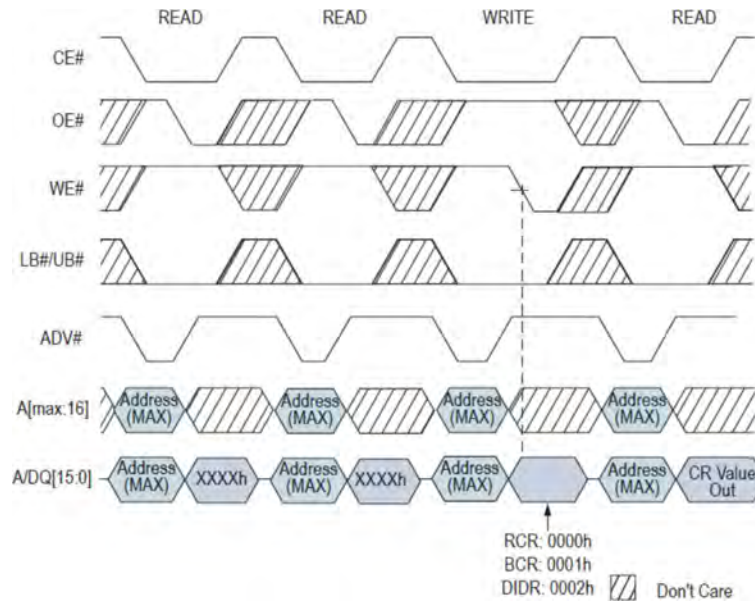 READ READ WRITE READ
CE#
OE#
WE#
LB#/UB#
ADV#
A[max:16]
Address (MAX)
Address (MAX)
Address (MAX)
Address (MAX)
A/DQ[15:0]
Address (MAX)
XXXXh
Address (MAX)
XXXXh
Address (MAX)
Address (MAX)
CR Value Out
RCR: 0000h
BCR: 0001h
DIDR: 0002h
Don't Care